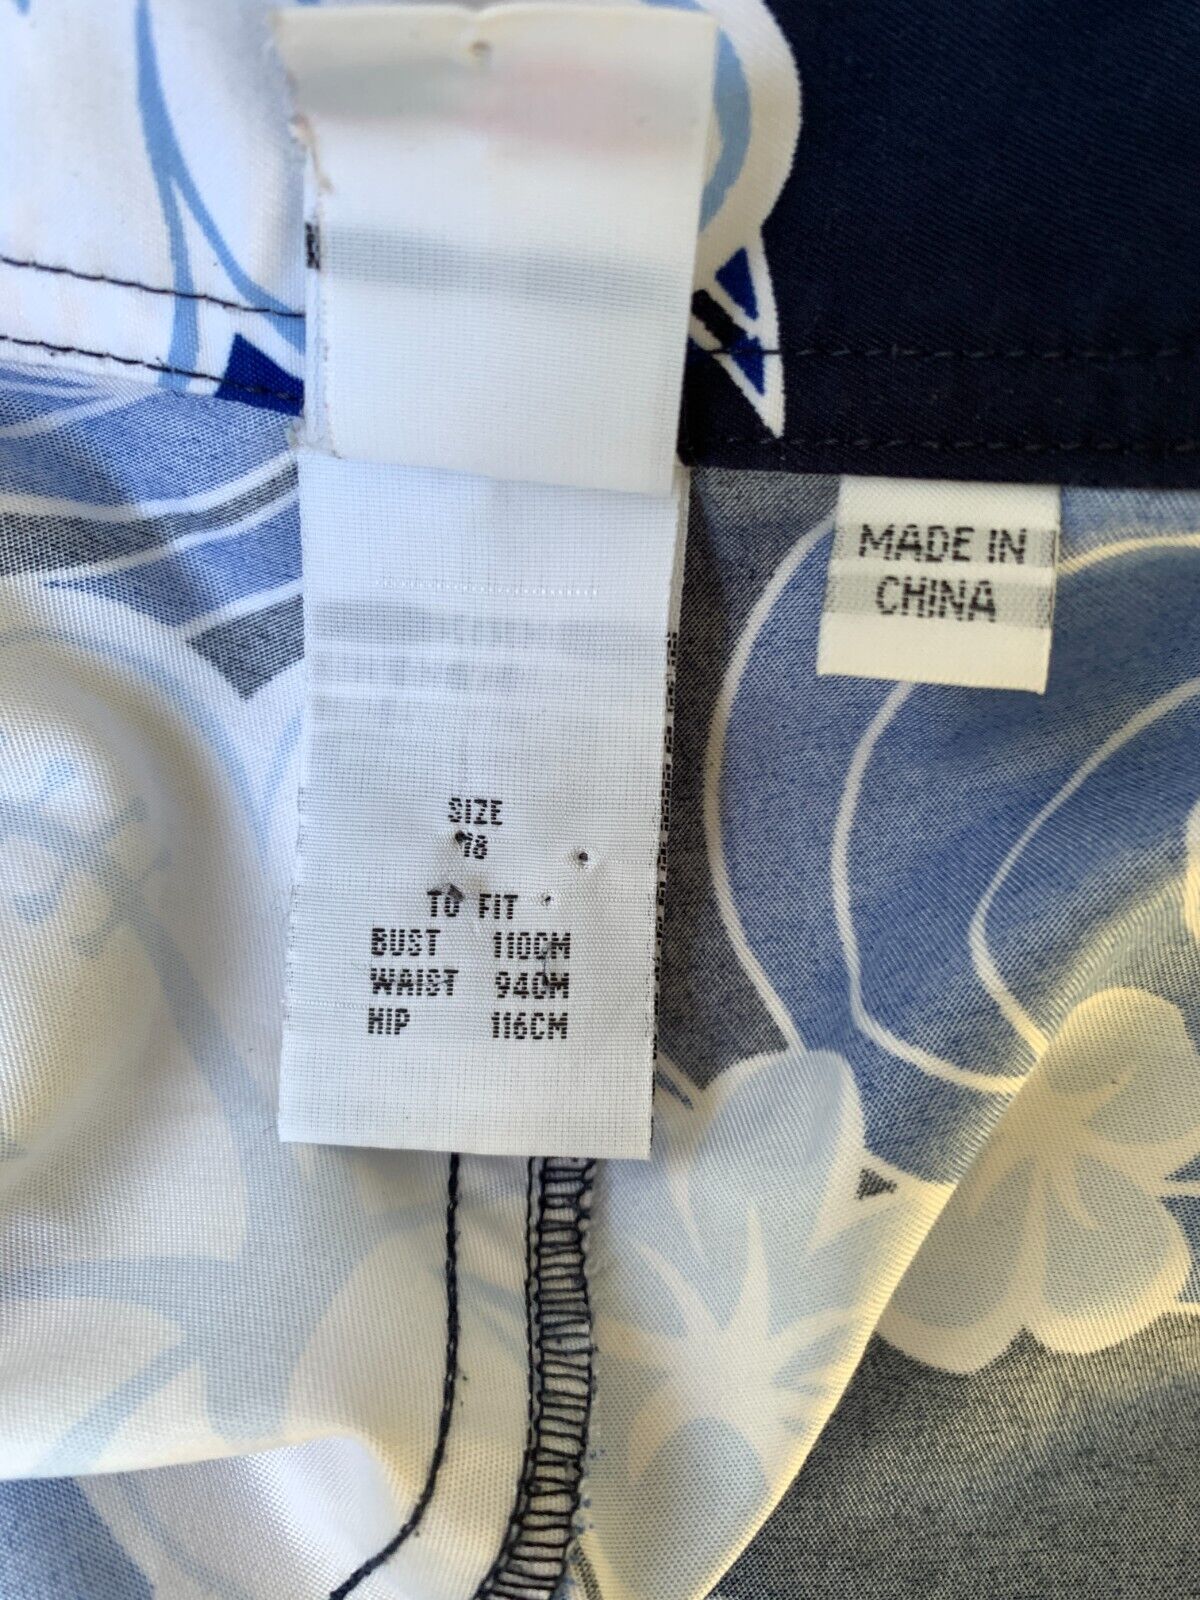 MADE IN
CHINA
SIZE
18
TO FIT
BUST 110CM
WAIST 94CM
HIP 116CM